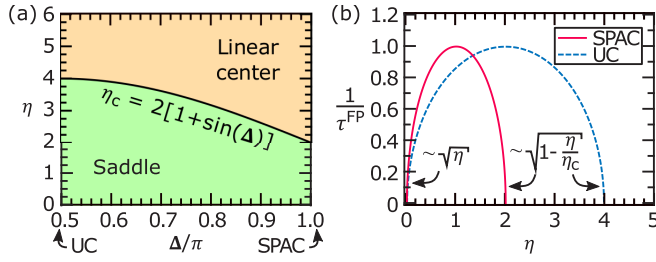 (a)
6
5
4
3
2
1
0
η
Linear
center
η_c = 2[1+sin(Δ)]
Saddle
0.5 0.6 0.7 0.8 0.9 1.0
UC Δ/π SPAC
(b)
1.2
1.0
0.8
0.6
0.4
0.2
0
1/τ^FP
SPAC
UC
~√η
~√(1-η/η_c)
0 1 2 3 4 5
η